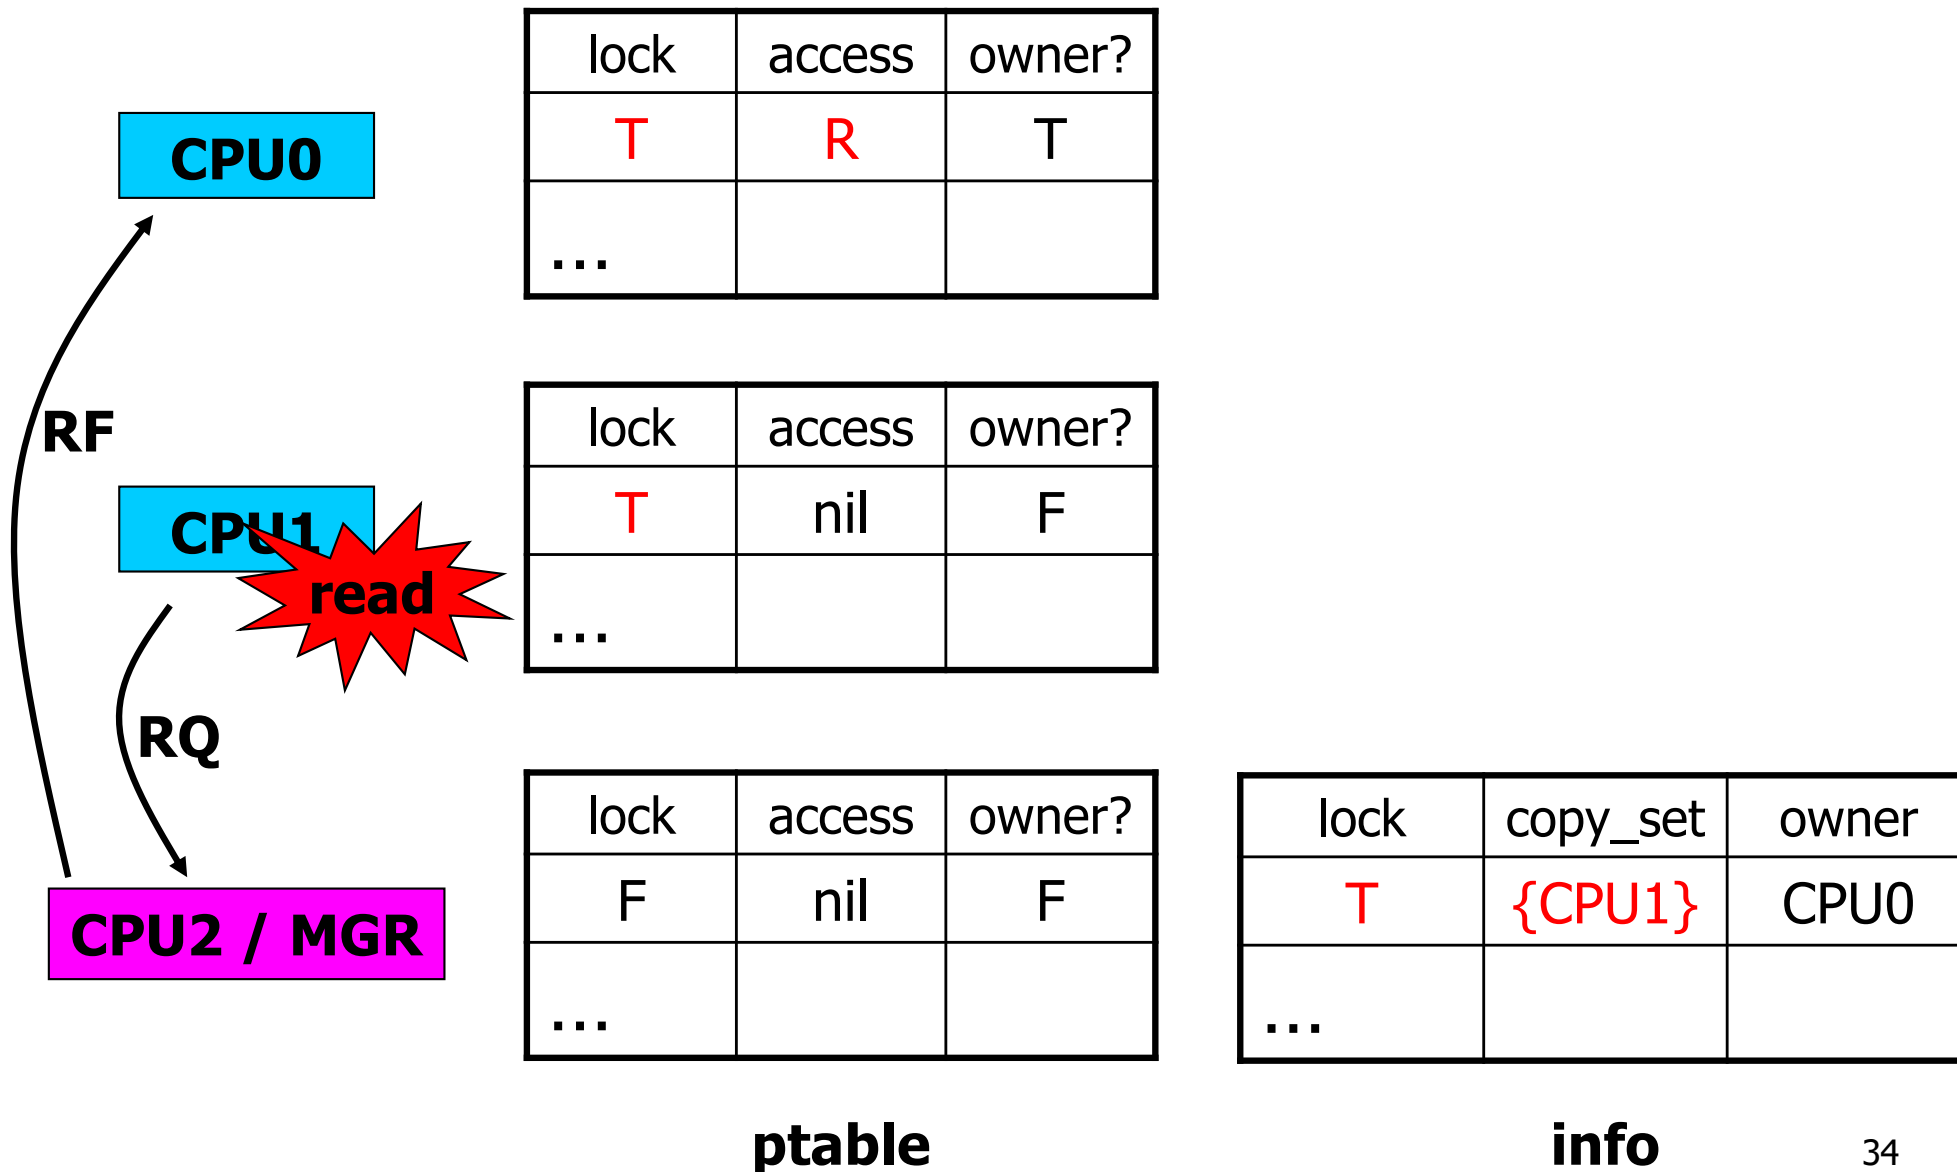 lock access owner?
T R T
CPU0
...
RF
lock access owner?
T nil F
CPU1
read
...
RQ
lock access owner?
F nil F
CPU2 / MGR
...
lock copy_set owner
T {CPU1} CPU0
...
ptable
info
34